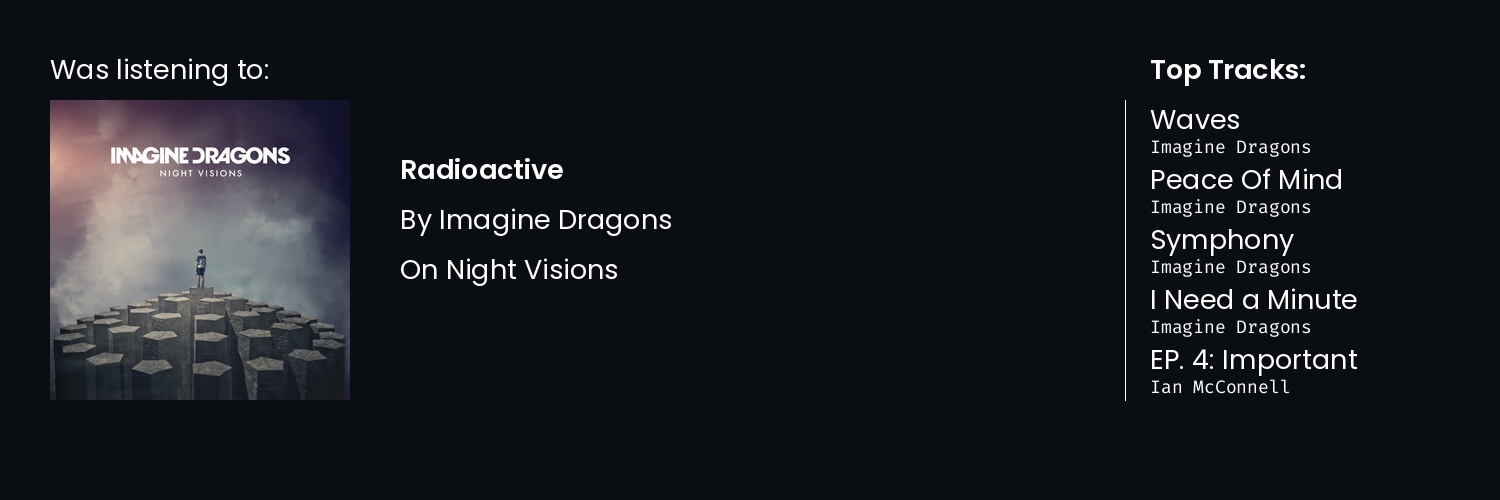 Was listening to:
IMAGINE DRAGONS
NIGHT VISIONS
Radioactive
By Imagine Dragons
On Night Visions
Top Tracks:
Waves
Imagine Dragons
Peace Of Mind
Imagine Dragons
Symphony
Imagine Dragons
I Need a Minute
Imagine Dragons
EP. 4: Important
Ian McConnell